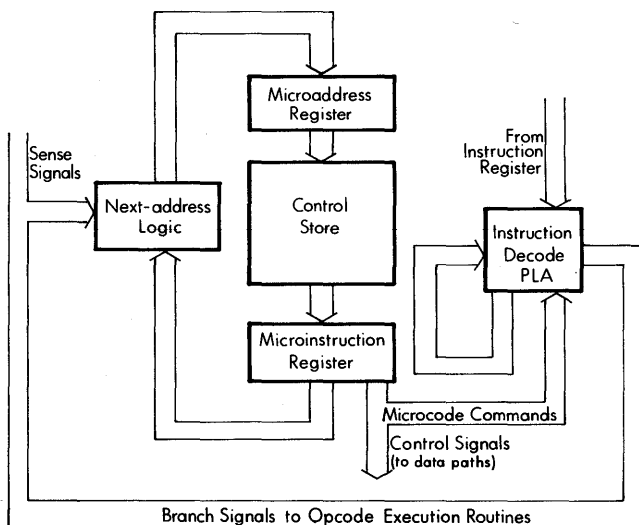 Microaddress
Register
Sense
Signals
From
Instruction
Register
Next-address
Logic
Control
Store
Instruction
Decode
PLA
Microinstruction
Register
Microcode Commands
Control Signals
(to data paths)
Branch Signals to Opcode Execution Routines